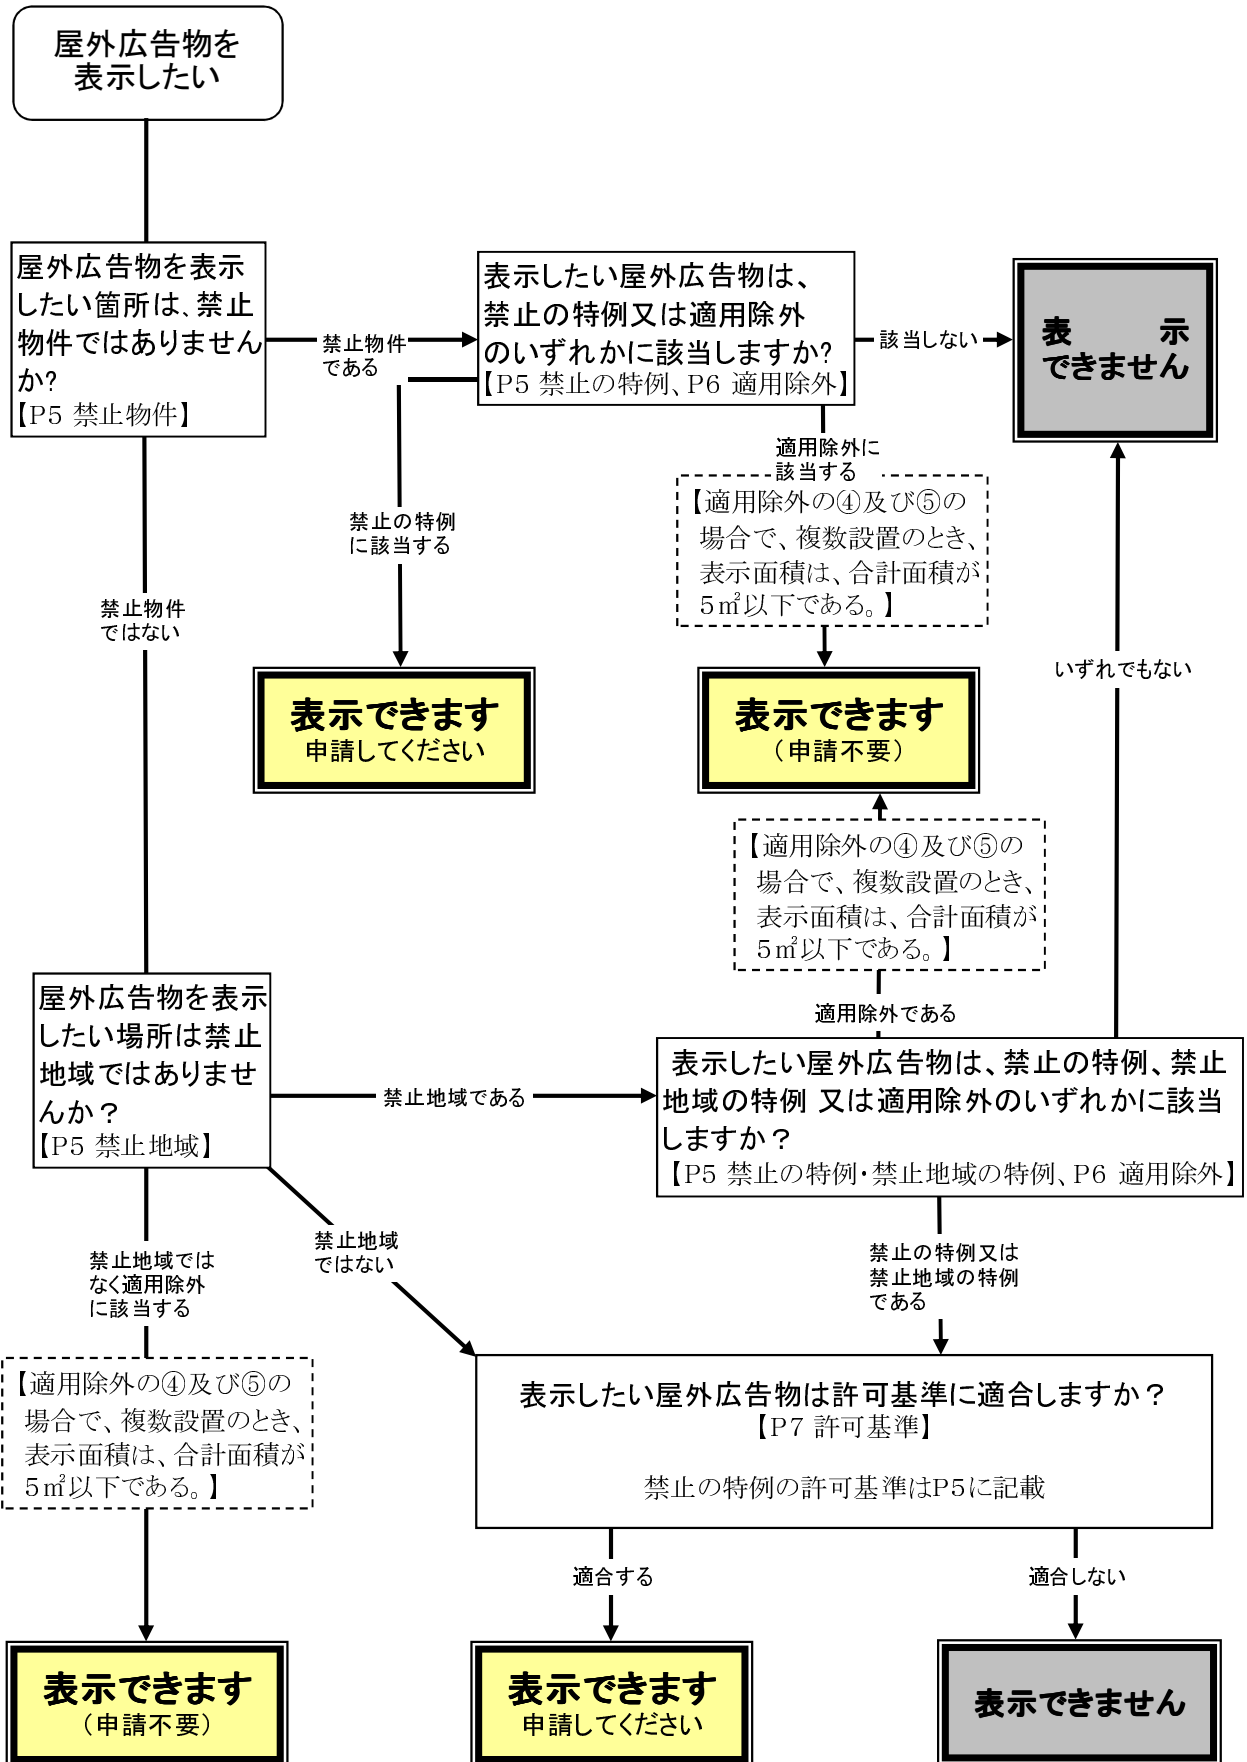 屋外広告物を
表示したい
屋外広告物を表示
したい箇所は、禁止
物件ではありません
か?
【P5 禁止物件】
禁止物件
である
表示したい屋外広告物は、
禁止の特例又は適用除外
のいずれかに該当しますか?
【P5 禁止の特例、P6 適用除外】
該当しない
表　　示
できません
適用除外に
該当する
【適用除外の④及び⑤の
場合で、複数設置のとき、
表示面積は、合計面積が
5㎡以下である。】
禁止の特例
に該当する
禁止物件
ではない
いずれでもない
表示できます
申請してください
表示できます
（申請不要）
【適用除外の④及び⑤の
場合で、複数設置のとき、
表示面積は、合計面積が
5㎡以下である。】
適用除外である
屋外広告物を表示
したい場所は禁止
地域ではありませ
んか？
【P5 禁止地域】
禁止地域である
表示したい屋外広告物は、禁止の特例、禁止
地域の特例 又は適用除外のいずれかに該当
しますか？
【P5 禁止の特例・禁止地域の特例、P6 適用除外】
禁止地域では
なく適用除外
に該当する
禁止地域
ではない
禁止の特例又は
禁止地域の特例
である
【適用除外の④及び⑤の
場合で、複数設置のとき、
表示面積は、合計面積が
5㎡以下である。】
表示したい屋外広告物は許可基準に適合しますか？
【P7 許可基準】
禁止の特例の許可基準はP5に記載
適合する
適合しない
表示できます
（申請不要）
表示できます
申請してください
表示できません